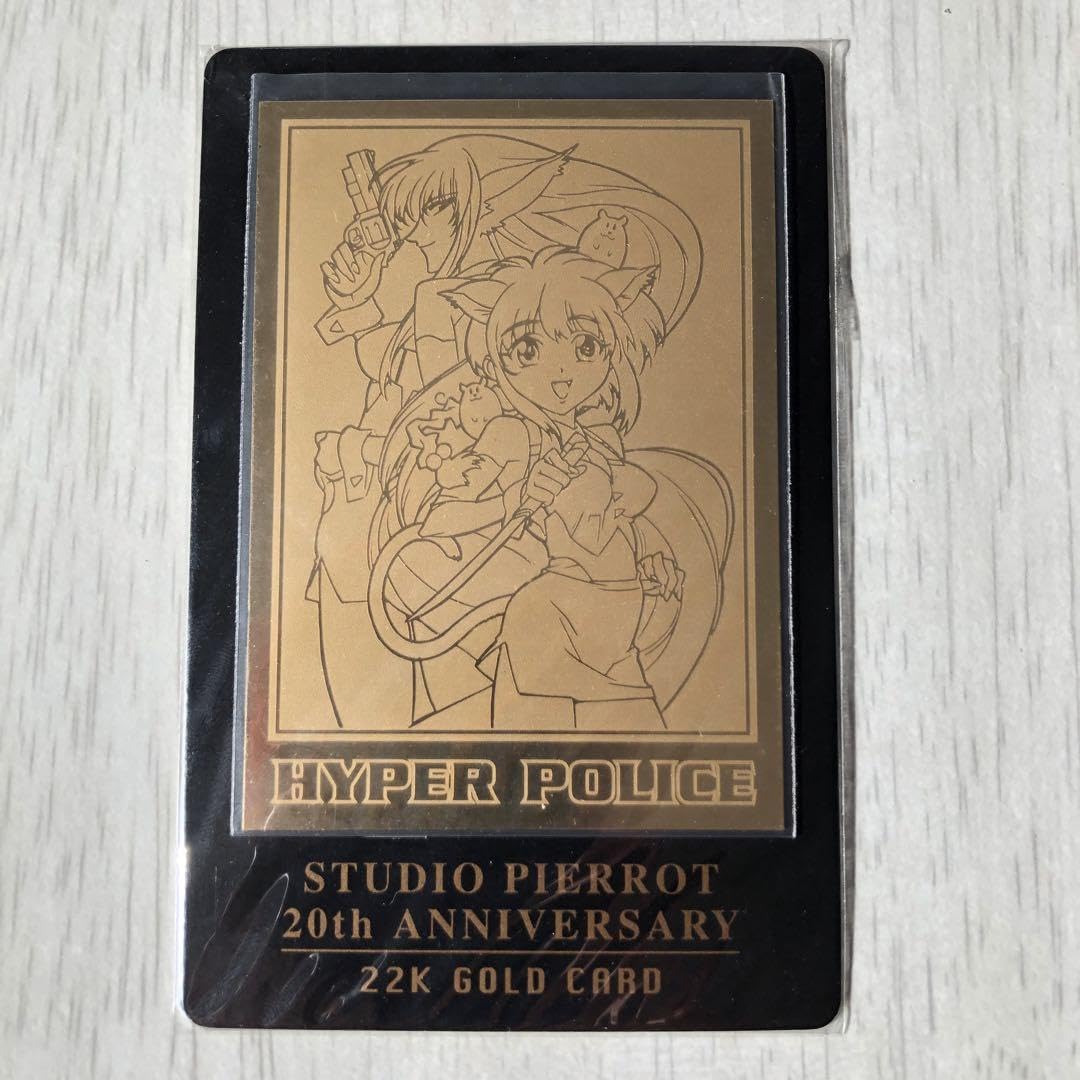 HYPER POLICE
STUDIO PIERROT
20th ANNIVERSARY
22K GOLD CARD